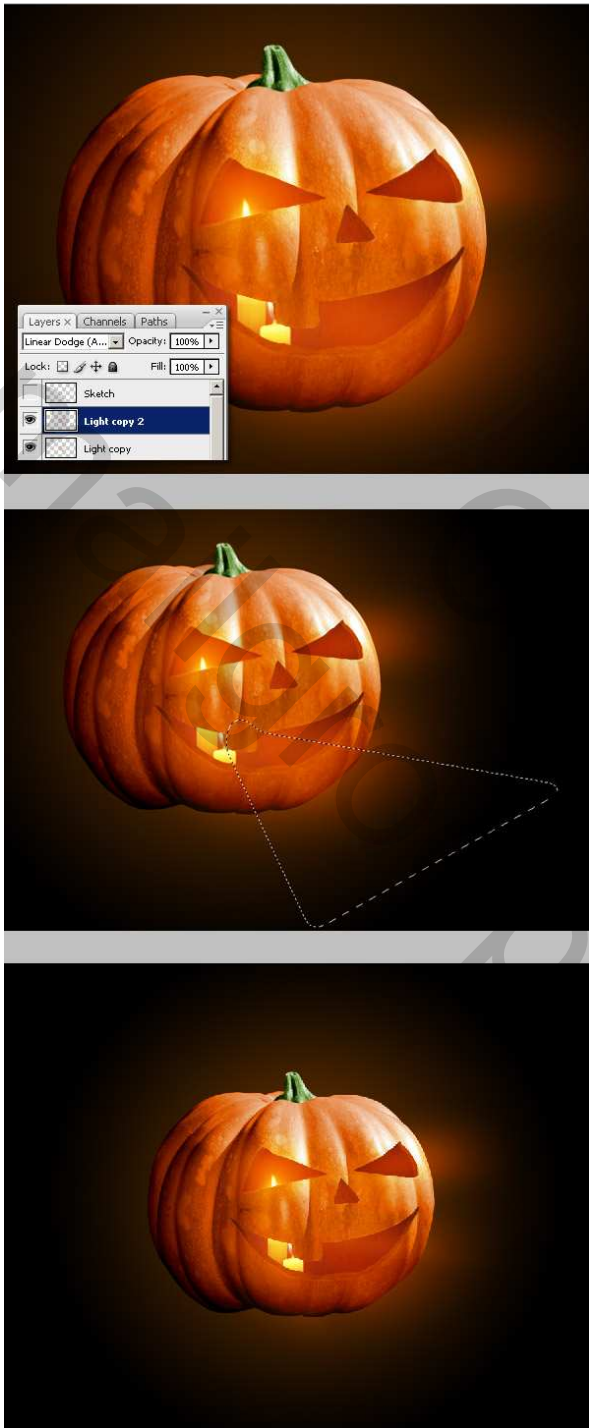 Layers × Channels Paths
Linear Dodge (A... Opacity: 100%
Lock: Fill: 100%
Sketch
Light copy 2
Light copy